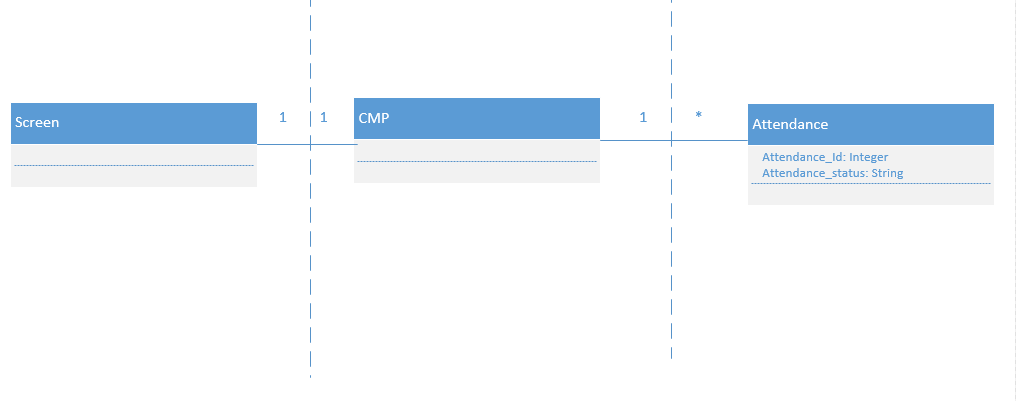 Screen
1
1
CMP
1
*
Attendance
Attendance_Id: Integer
Attendance_status: String